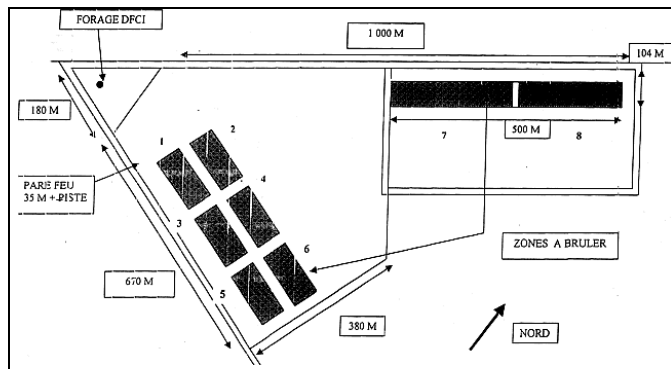 FORAGE DFCI
1 000 M
104 M
180 M
1
2
7
500 M
8
PARE FEU
35 M + PISTE
4
3
ZONES A BRULER
6
5
670 M
380 M
NORD